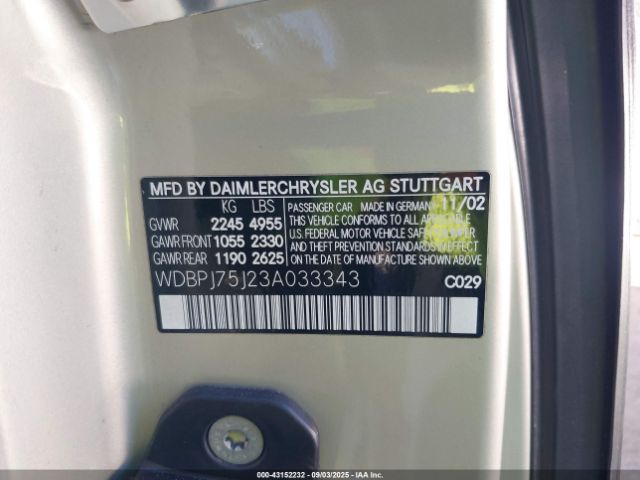 MFD BY DAIMLERCHRYSLER AG STUTTGART
KG LBS
GVWR 2245 4955
GAWR FRONT 1055 2330
GAWR REAR 1190 2625
PASSENGER CAR MADE IN GERMANY 11/02
THIS VEHICLE CONFORMS TO ALL APPLICABLE
U.S. FEDERAL MOTOR VEHICLE SAFETY BUMPER
AND THEFT PREVENTION STANDARDS IN EFFECT
ON THE DATE OF MANUFACTURE SHOWN ABOVE
WDBPJ75J23A033343
C029
000-43152232 - 09/03/2025 - Copyright © IAA